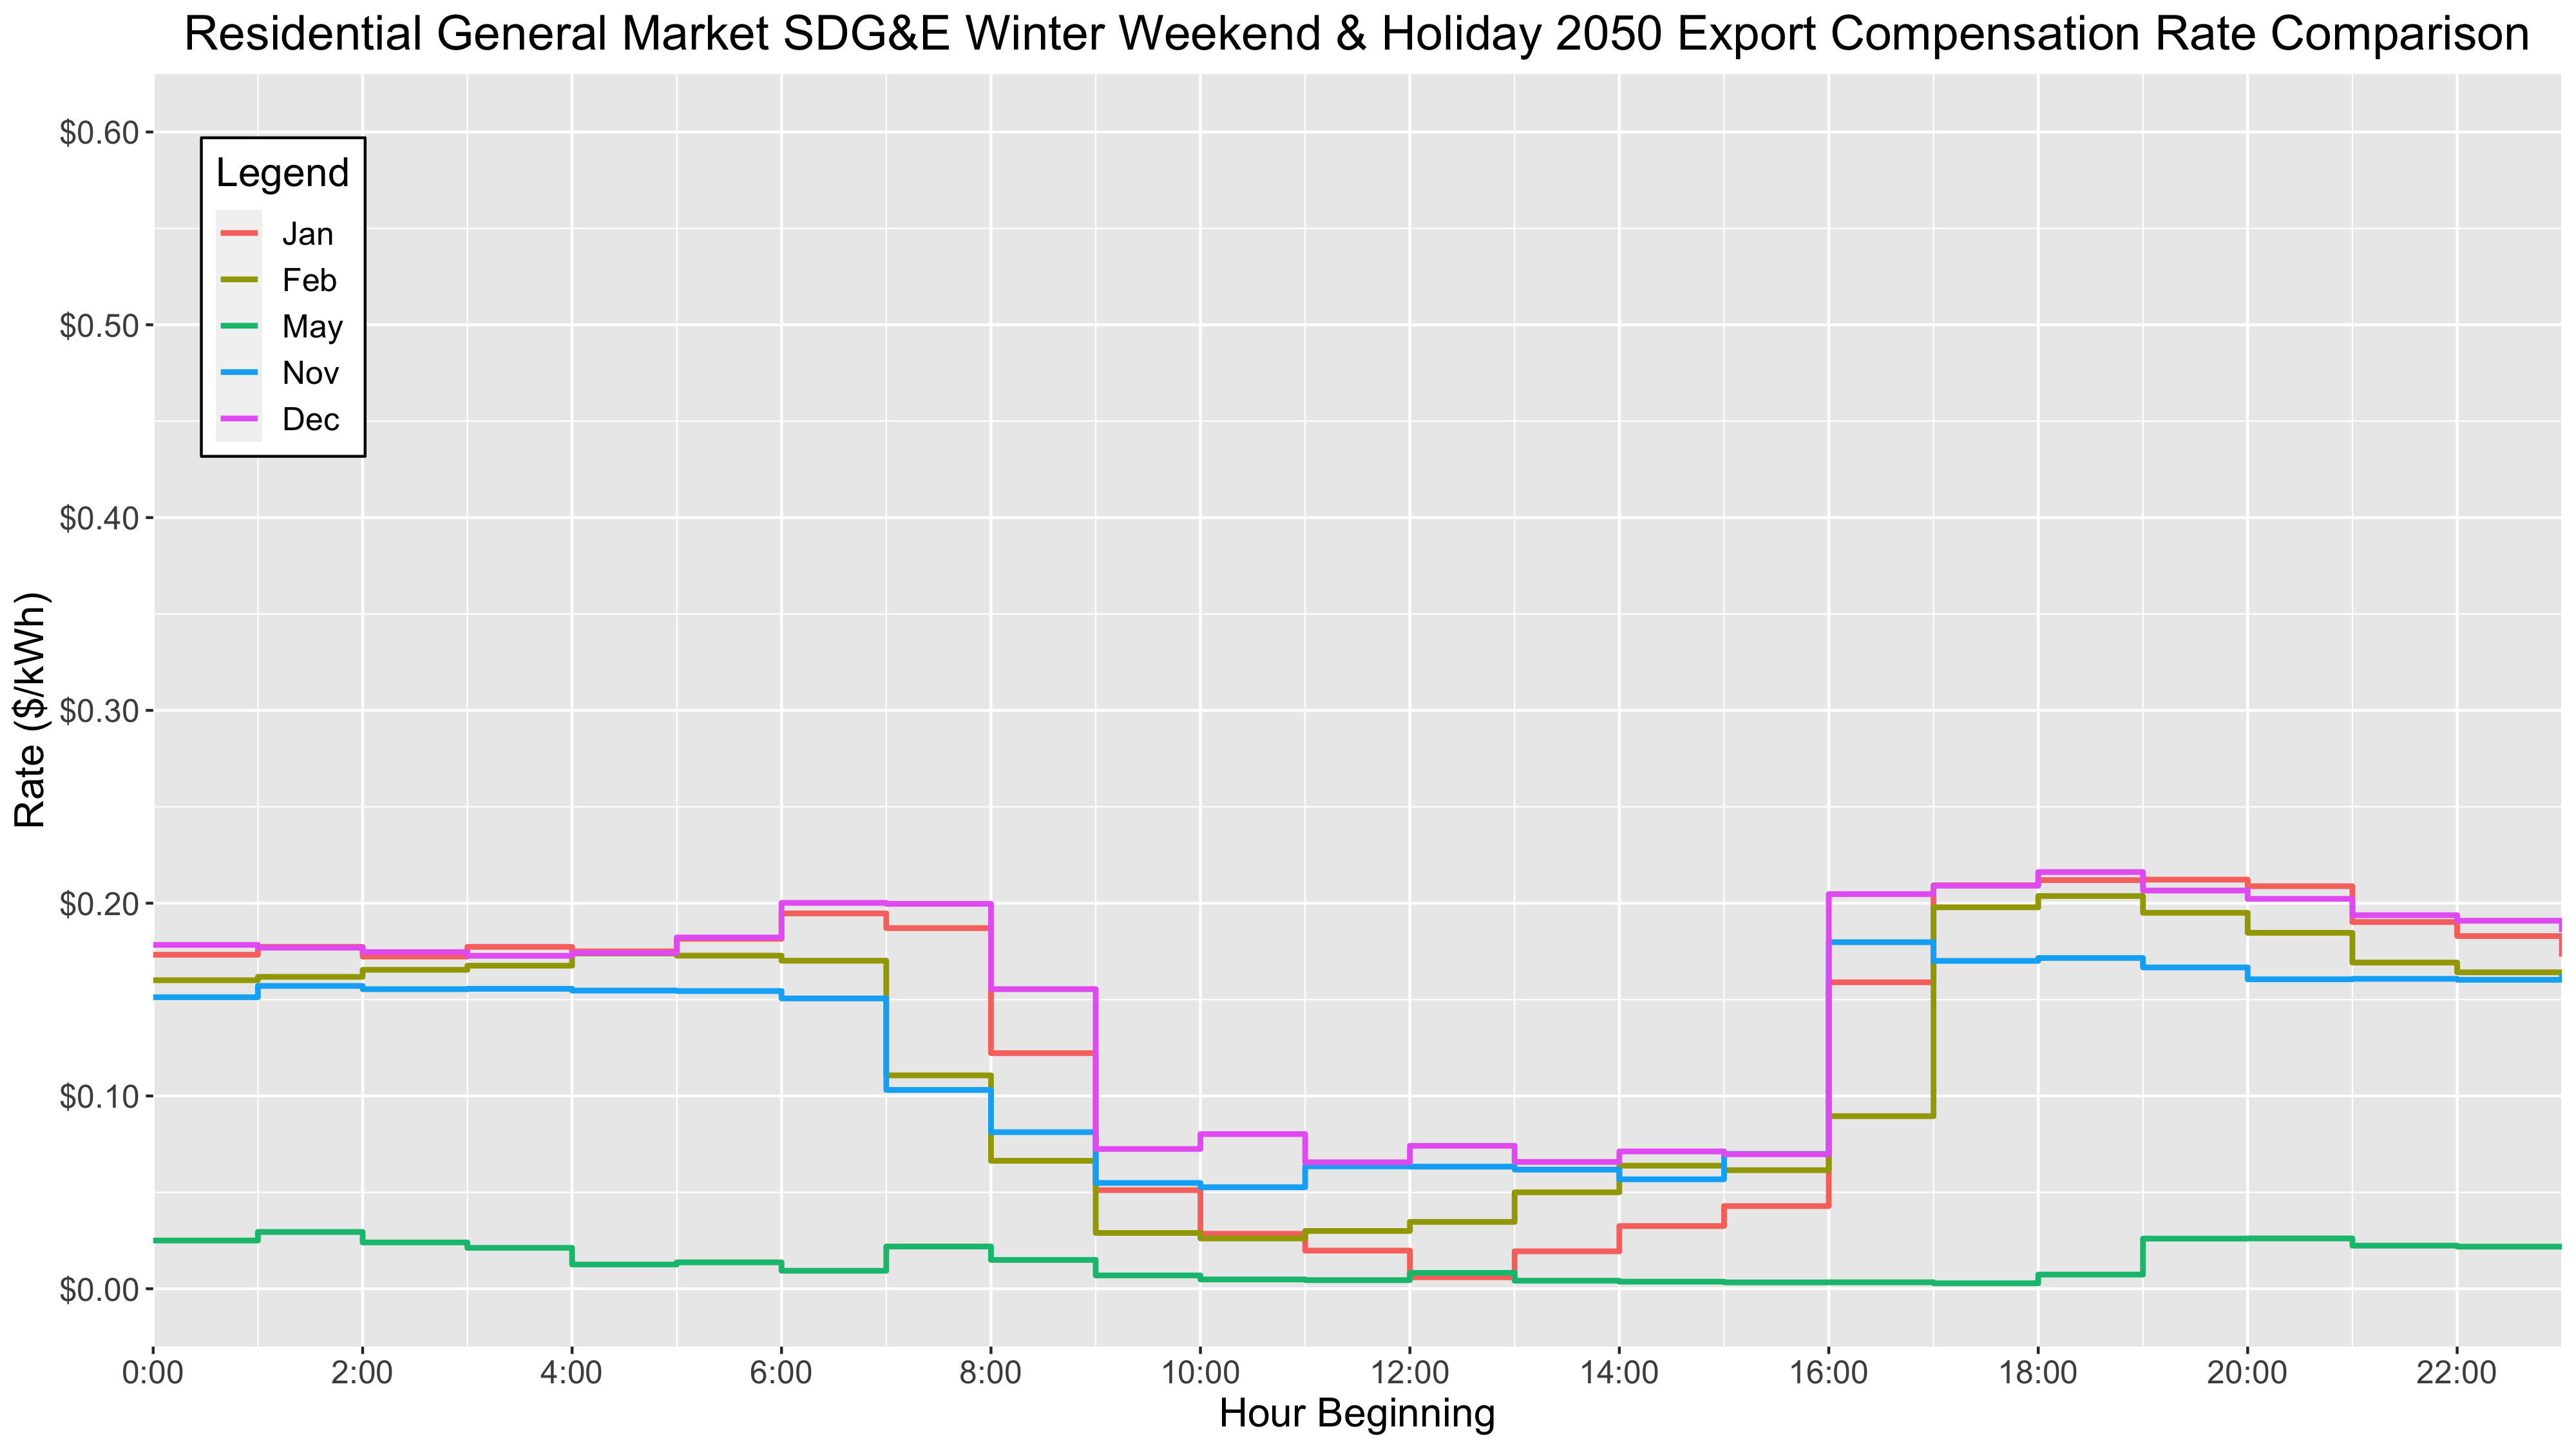 Residential General Market SDG&E Winter Weekend & Holiday 2050 Export Compensation Rate Comparison
Legend
Jan
Feb
May
Nov
Dec
Rate ($/kWh)
$0.60
$0.50
$0.40
$0.30
$0.20
$0.10
$0.00
0:00 2:00 4:00 6:00 8:00 10:00 12:00 14:00 16:00 18:00 20:00 22:00
Hour Beginning